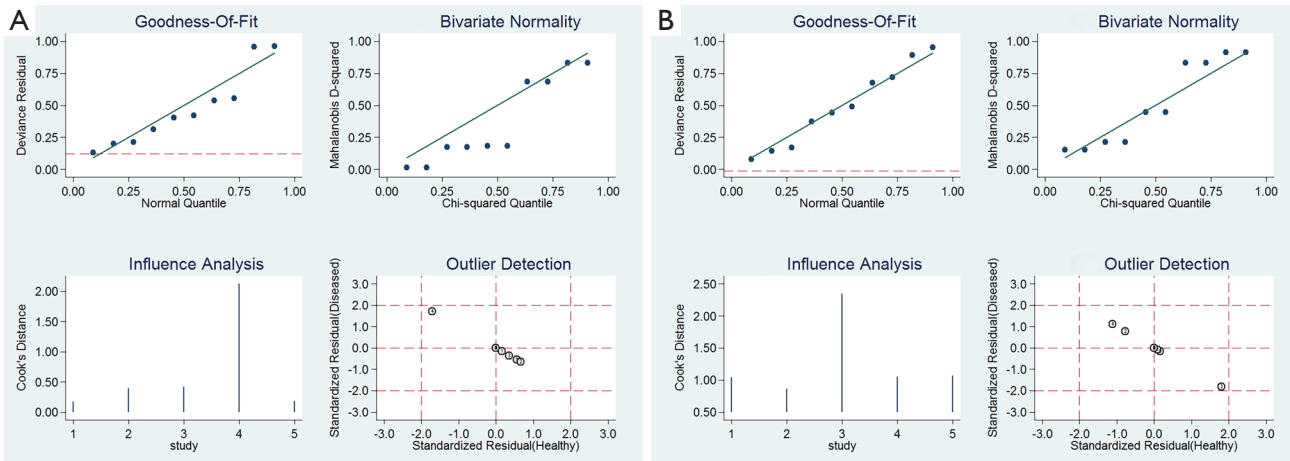 A
Goodness-Of-Fit
Deviance Residual
1.00
0.75
0.50
0.25
0.00
0.00 0.25 0.50 0.75 1.00
Normal Quantile
Bivariate Normality
Mahalanobis D-squared
1.00
0.75
0.50
0.25
0.00
0.00 0.25 0.50 0.75 1.00
Chi-squared Quantile
Influence Analysis
Cook's Distance
2.00
1.50
1.00
0.50
0.00
1 2 3 4 5
study
Outlier Detection
Standardized Residual(Diseased)
3.0
2.0
1.0
0.0
-1.0
-2.0
-3.0
-3.0 -2.0 -1.0 0.0 1.0 2.0 3.0
Standardized Residual(Healthy)
B
Goodness-Of-Fit
Deviance Residual
1.00
0.75
0.50
0.25
0.00
0.00 0.25 0.50 0.75 1.00
Normal Quantile
Bivariate Normality
Mahalanobis D-squared
1.00
0.75
0.50
0.25
0.00
0.00 0.25 0.50 0.75 1.00
Chi-squared Quantile
Influence Analysis
Cook's Distance
2.50
2.00
1.50
1.00
0.50
1 2 3 4 5
study
Outlier Detection
Standardized Residual(Diseased)
3.0
2.0
1.0
0.0
-1.0
-2.0
-3.0
-3.0 -2.0 -1.0 0.0 1.0 2.0 3.0
Standardized Residual(Healthy)